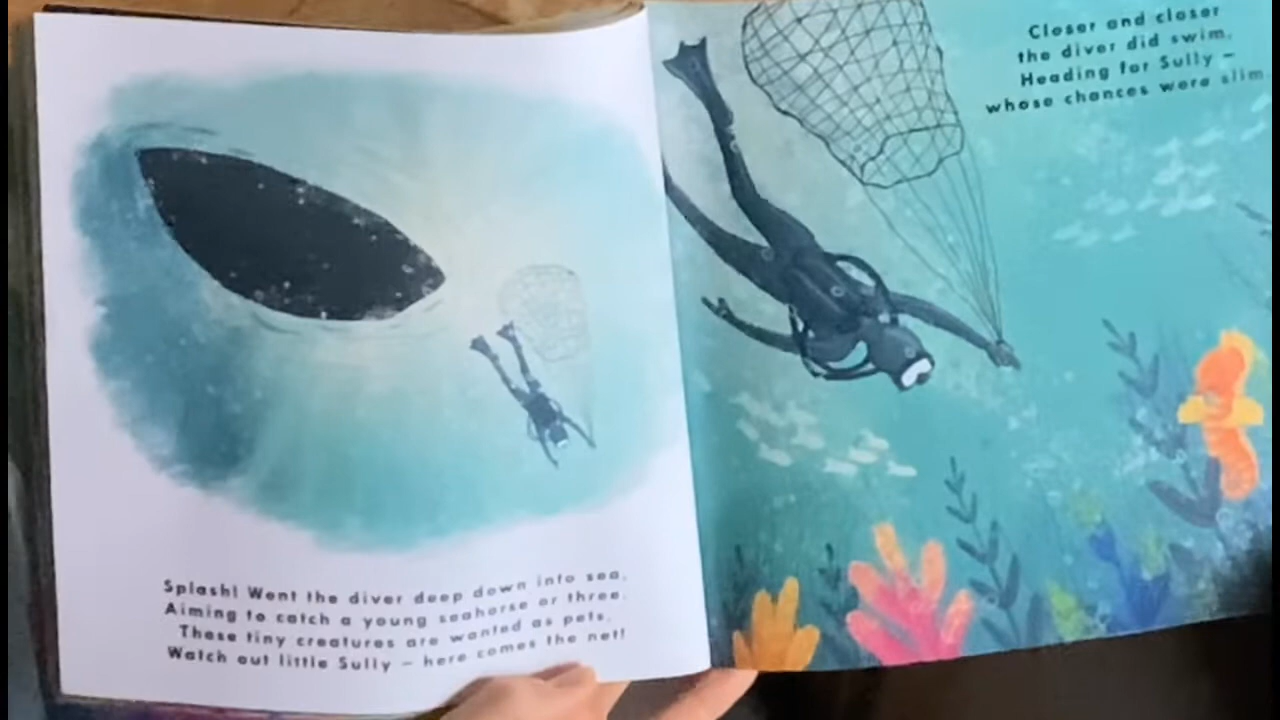 Splash! Went the diver deep down into sea,
Aiming to catch a young seahorse or three.
These tiny creatures are wanted as pets,
Watch out little Sully – here comes the net!
Closer and closer
the diver did swim,
Heading for Sully –
whose chances were slim.